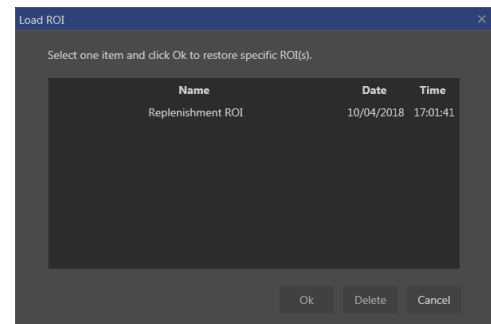 Load ROI
Select one item and click Ok to restore specific ROI(s).
Name Date Time
Replenishment ROI 10/04/2018 17:01:41
Ok Delete Cancel